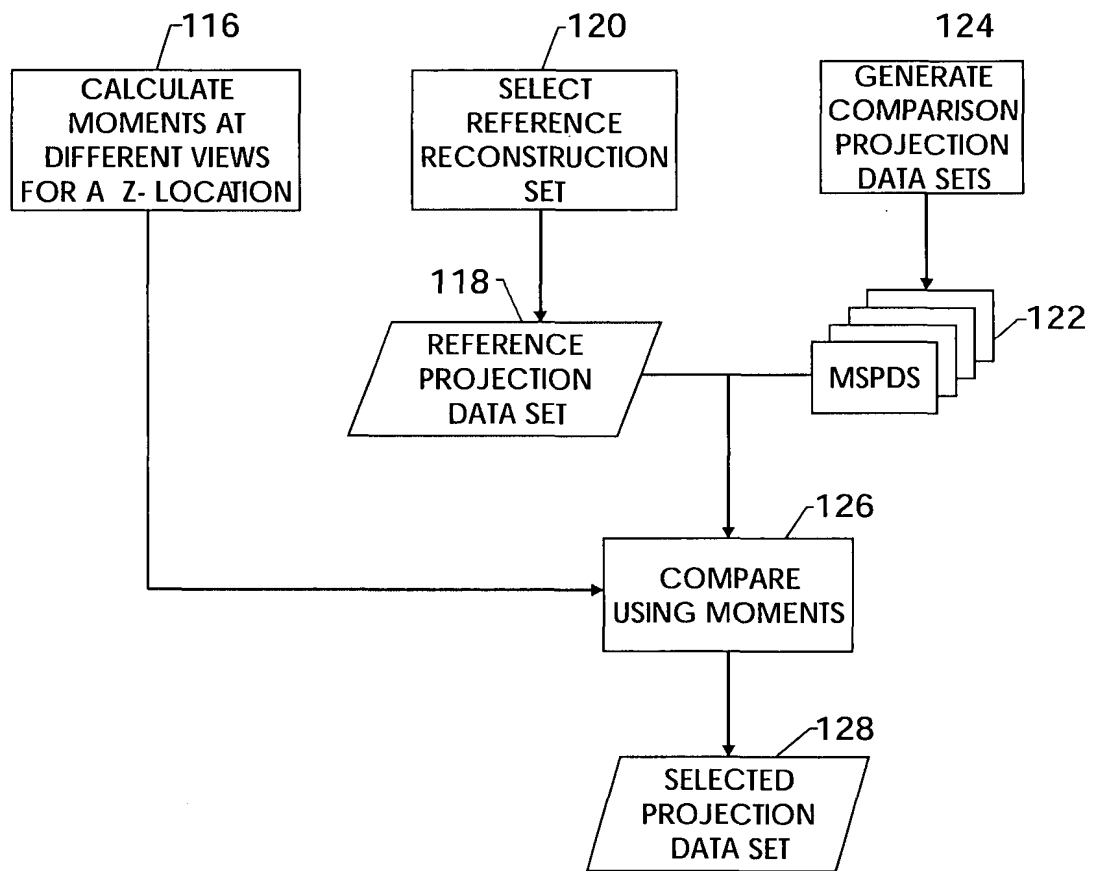 116
CALCULATE
MOMENTS AT
DIFFERENT VIEWS
FOR A Z- LOCATION
120
SELECT
REFERENCE
RECONSTRUCTION
SET
124
GENERATE
COMPARISON
PROJECTION
DATA SETS
118
REFERENCE
PROJECTION
DATA SET
122
MSPDS
126
COMPARE
USING MOMENTS
128
SELECTED
PROJECTION
DATA SET